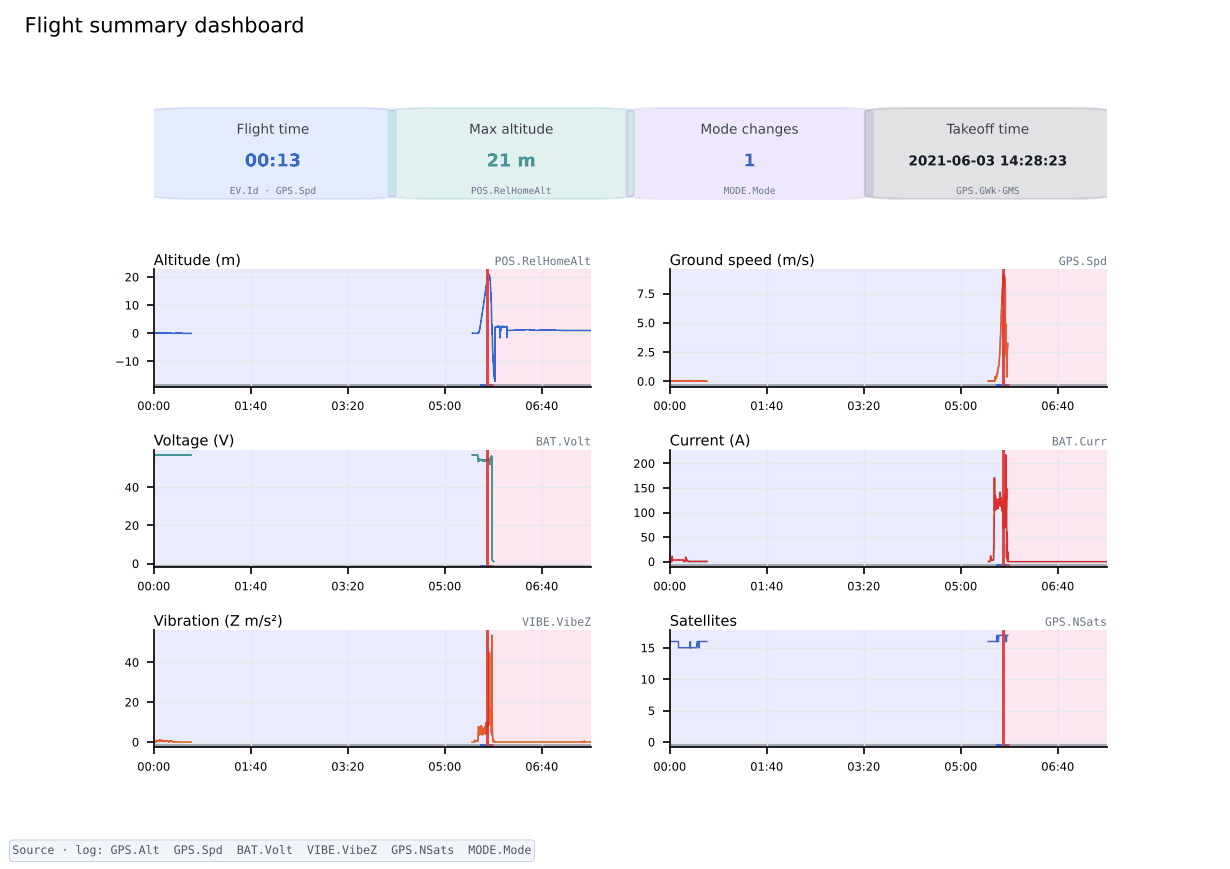 Flight summary dashboard
Flight time
00:13
EV.Id · GPS.Spd
Max altitude
21 m
POS.RelHomeAlt
Mode changes
1
MODE.Mode
Takeoff time
2021-06-03 14:28:23
GPS.GWk·GMS
Altitude (m) POS.RelHomeAlt
20
10
0
−10
00:00 01:40 03:20 05:00 06:40
Ground speed (m/s) GPS.Spd
7.5
5.0
2.5
0.0
00:00 01:40 03:20 05:00 06:40
Voltage (V) BAT.Volt
40
20
0
00:00 01:40 03:20 05:00 06:40
Current (A) BAT.Curr
200
150
100
50
0
00:00 01:40 03:20 05:00 06:40
Vibration (Z m/s²) VIBE.VibeZ
40
20
0
00:00 01:40 03:20 05:00 06:40
Satellites GPS.NSats
15
10
5
0
00:00 01:40 03:20 05:00 06:40
Source · log: GPS.Alt GPS.Spd BAT.Volt VIBE.VibeZ GPS.NSats MODE.Mode